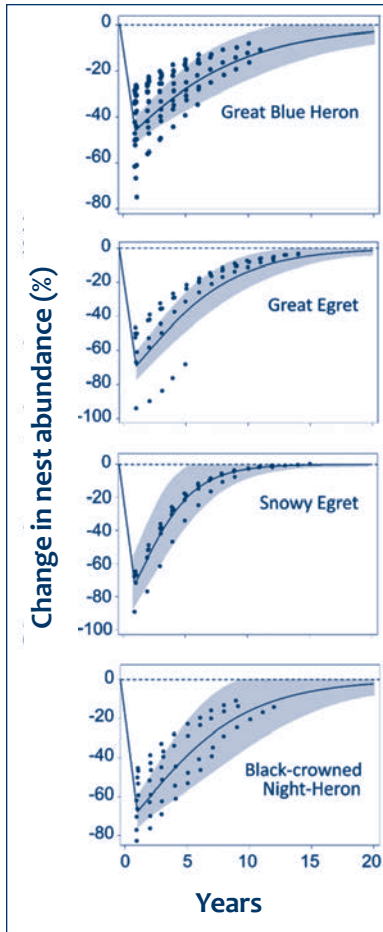 Change in nest abundance (%)
0
-20
-40
-60
-80
Great Blue Heron
0
-20
-40
-60
-80
-100
Great Egret
0
-20
-40
-60
-80
-100
Snowy Egret
0
-20
-40
-60
-80
Black-crowned
Night-Heron
0 5 10 15 20
Years